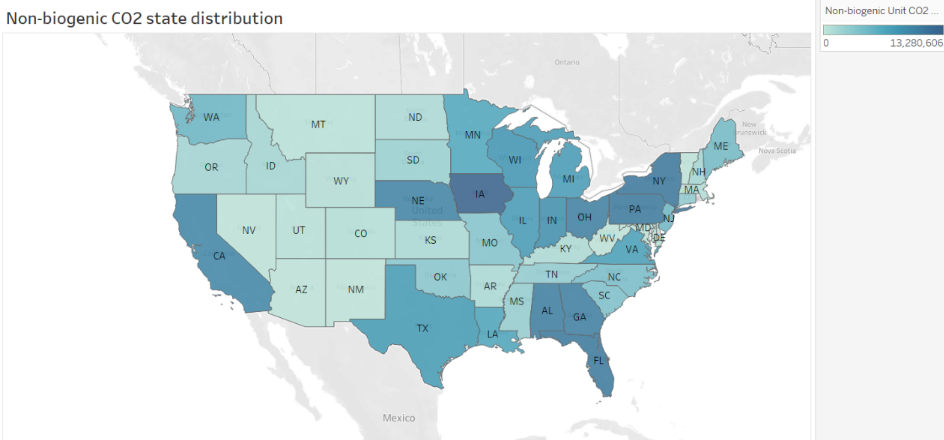 Non-biogenic CO2 state distribution
Non-biogenic Unit CO2 ...
0 13,280,606
Ontario
New
Brunswick
Nova Scotia
WA
MT
ND
MN
ME
OR
ID
SD
WI
MI
NH
MA
NY
WY
NE
IA
PA
NJ
United
NV
UT
CO
KS
MO
IL
IN
OH
WV
MD
DE
VA
CA
KY
AZ
NM
OK
AR
TN
NC
SC
TX
LA
MS
AL
GA
FL
Mexico